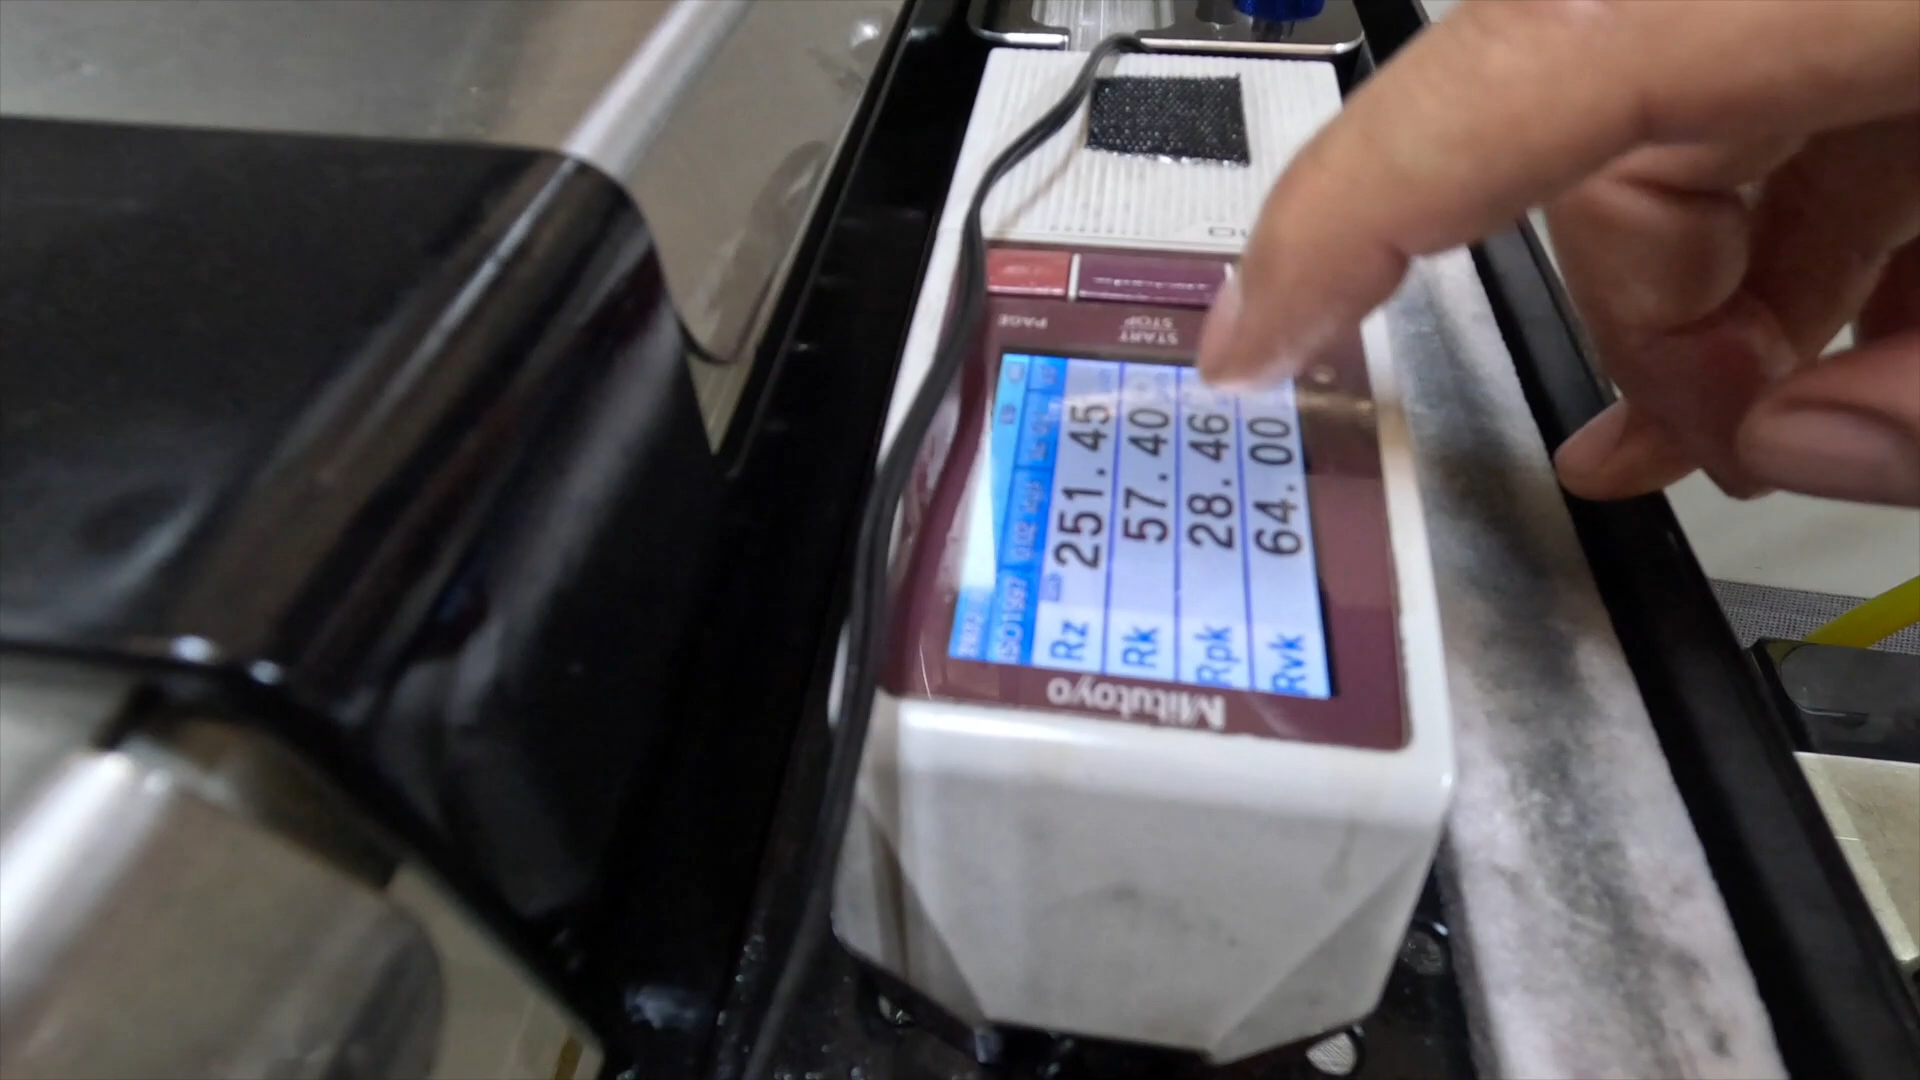 ISO1997
Rz 251.45
Rk 57.40
Rpk 28.46
Rvk 64.00
Mitutoyo
START
STOP
PAGE